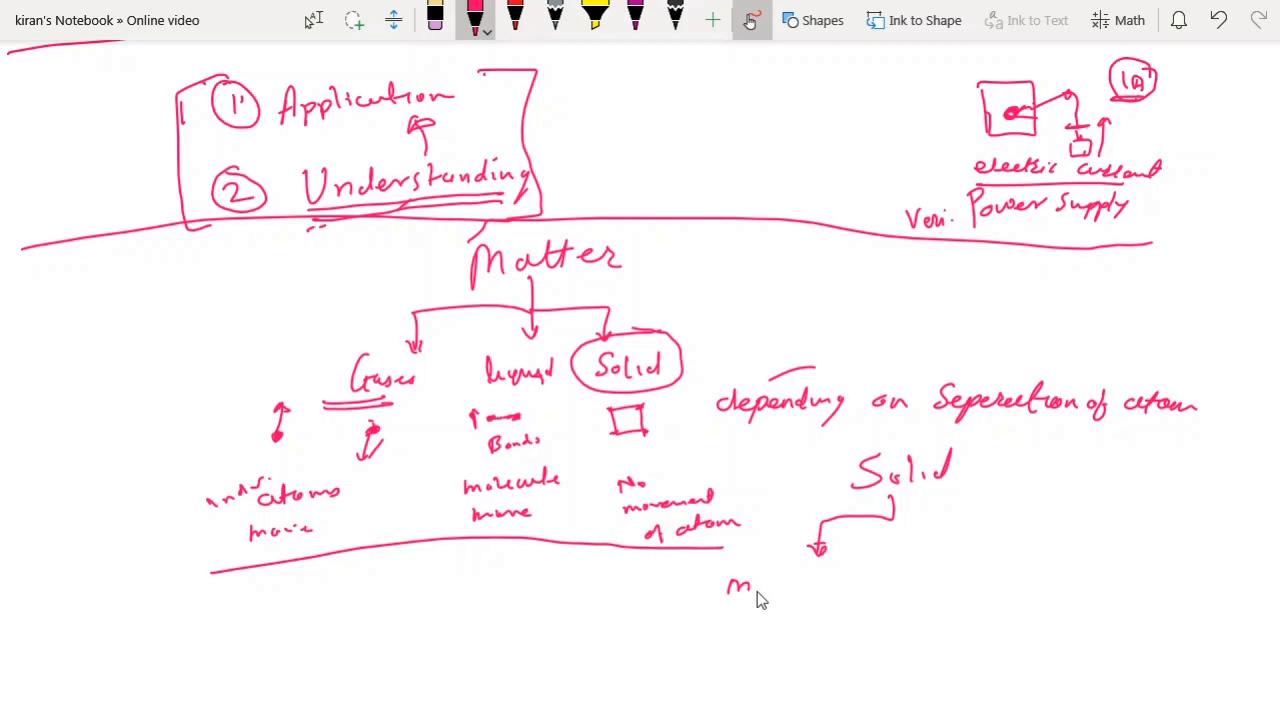 kiran's Notebook » Online video
Shapes
Ink to Shape
Ink to Text
Math
1 Application
2 Understanding
electric current
Veri. Power Supply
Matter
Gases liquid Solid
depending on Seperation of atom
Bonds
Solid
atoms
move
molecule
move
No
movement
of atom
m